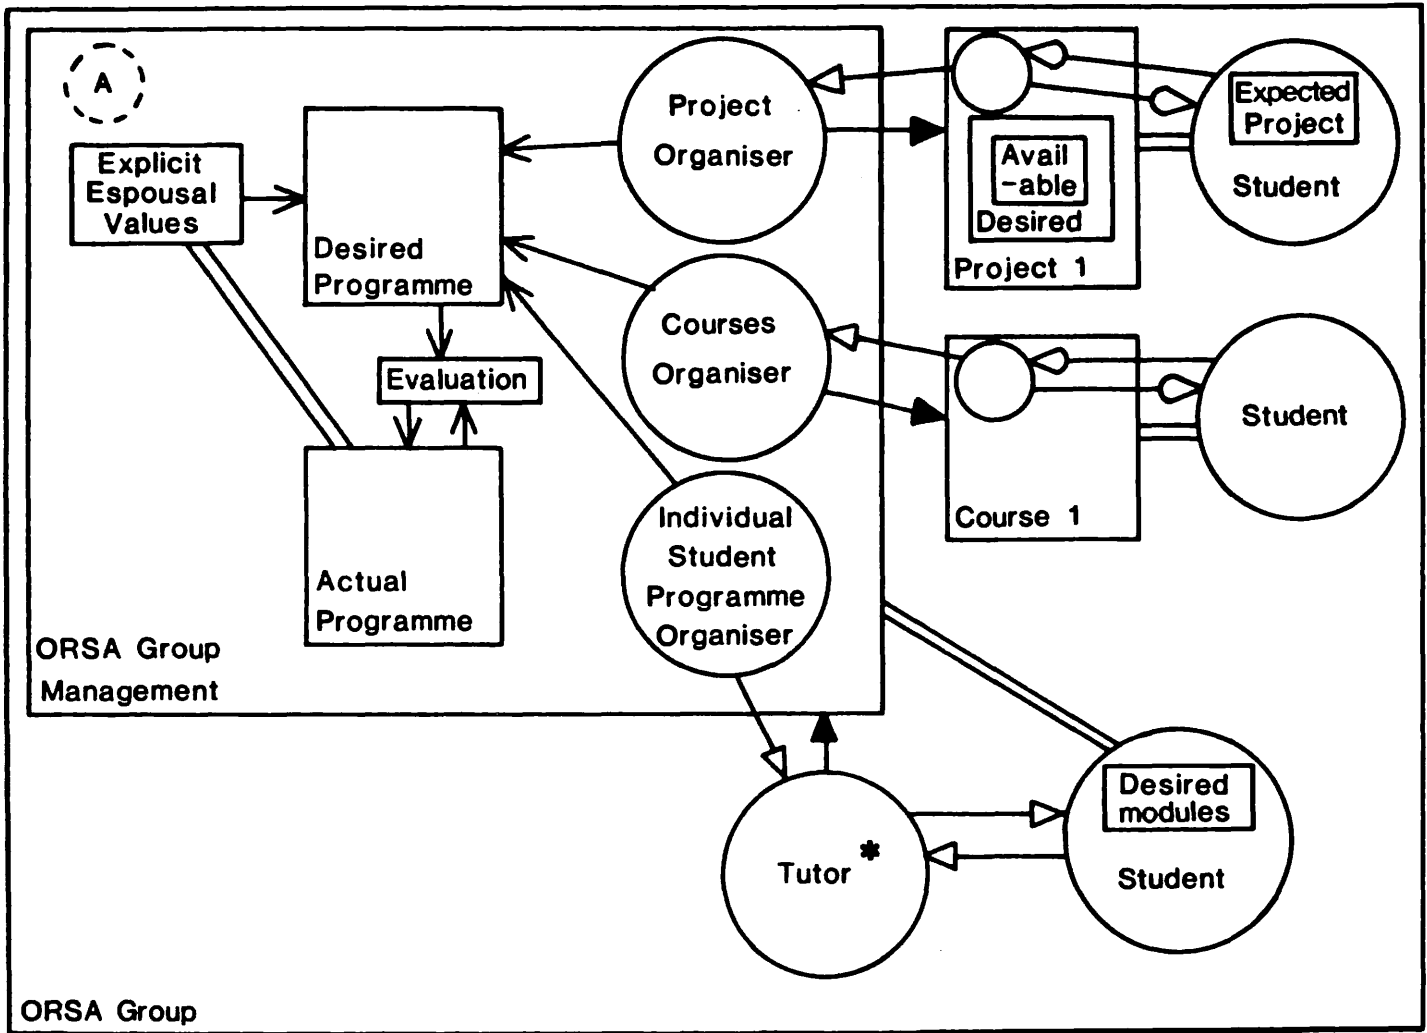 A
Explicit
Espousal
Values
Desired
Programme
Evaluation
Actual
Programme
ORSA Group
Management
Project
Organiser
Courses
Organiser
Individual
Student
Programme
Organiser
Avail
-able
Desired
Project 1
Expected
Project
Student
Course 1
Student
Tutor *
Desired
modules
Student
ORSA Group